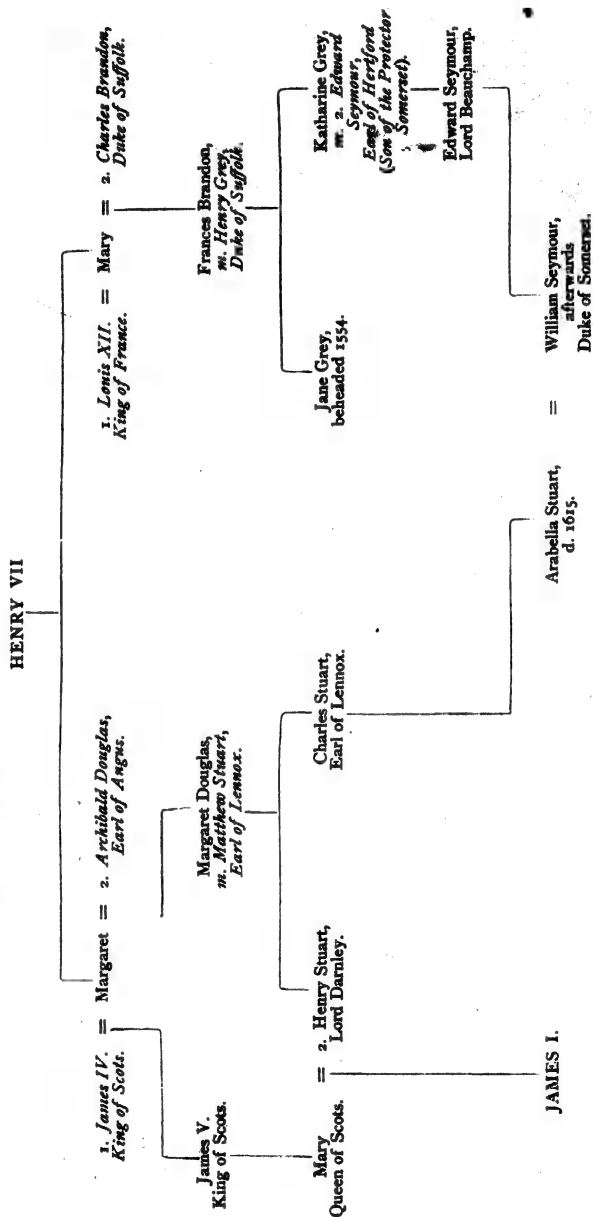 HENRY VII
1. James IV. = Margaret = 2. Archibald Douglas,
King of Scots.
Earl of Angus.
1. Louis XII. = Mary = 2. Charles Brandon,
King of France.
Duke of Suffolk.
James V.
King of Scots.
Margaret Douglas,
m. Matthew Stuart,
Earl of Lennox.
Frances Brandon,
m. Henry Grey,
Duke of Suffolk.
Mary = 2. Henry Stuart,
Queen of Scots.
Lord Darnley.
Charles Stuart,
Earl of Lennox.
Jane Grey,
beheaded 1554.
Katharine Grey,
m. 2. Edward
Seymour,
Earl of Hertford
(Son of the Protector
Somerset).
Edward Seymour,
Lord Beauchamp.
JAMES I.
Arabella Stuart, =
d. 1615.
William Seymour,
afterwards
Duke of Somerset.